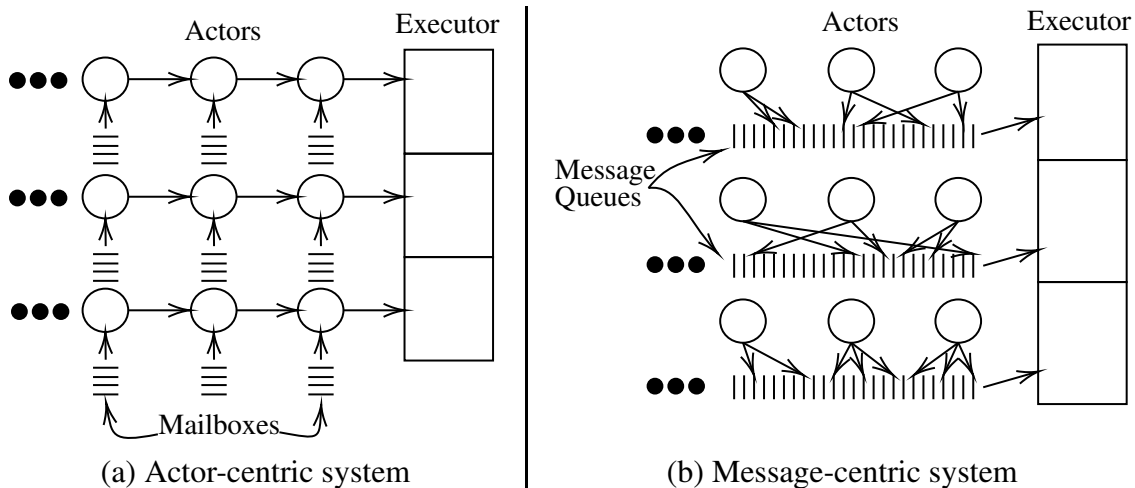 Actors
Executor
Mailboxes
(a) Actor-centric system
Actors
Executor
Message
Queues
(b) Message-centric system